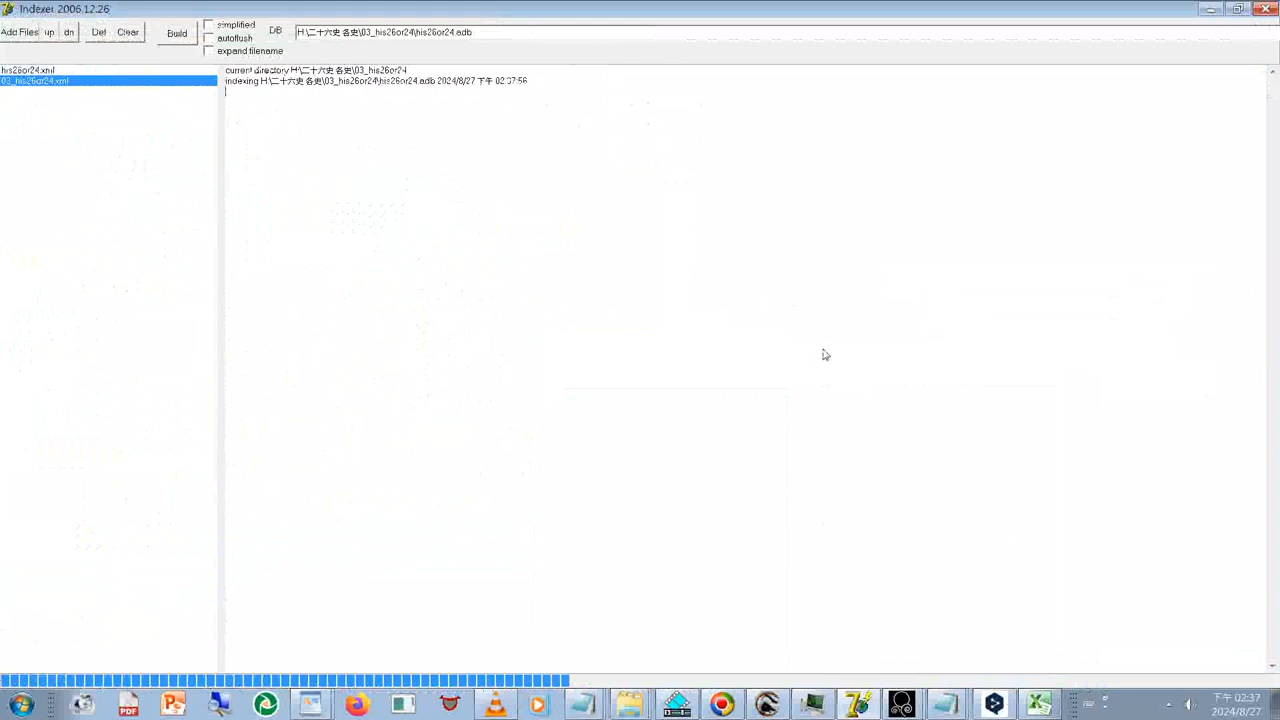 Indexer 2006.12.26
Add Files up dn Del Clear Build simplified DB H:\二十六史 各史\03_his26or24\his26or24.adb
autoflush
expand filename
his26or24.xml
03_his26or24.xml
current directory H:\二十六史 各史\03_his26or24
indexing H:\二十六史 各史\03_his26or24\his26or24.adb 2024/8/27 下午 02:37:56
PDF
下午 02:37
2024/8/27